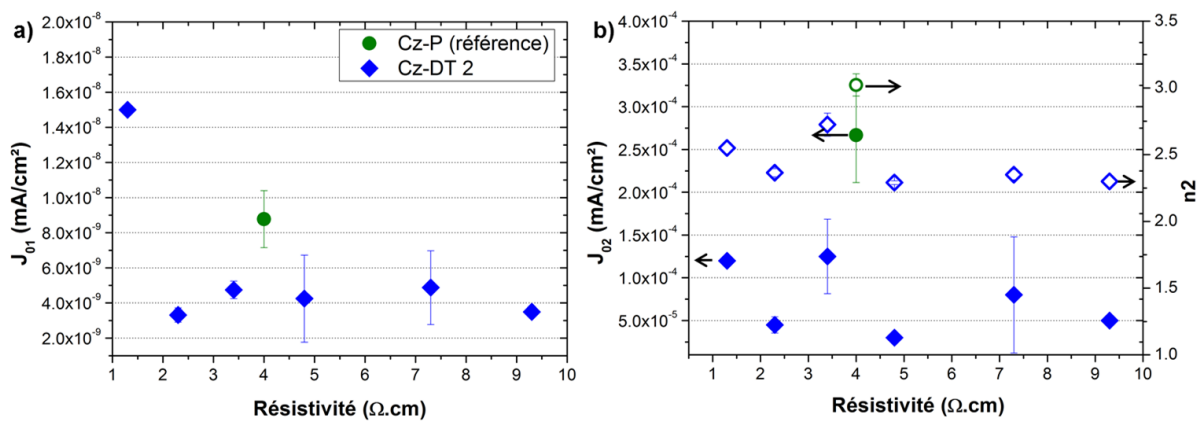 a)
Cz-P (référence)
Cz-DT 2
2.0x10⁻⁸
1.8x10⁻⁸
1.6x10⁻⁸
1.4x10⁻⁸
1.2x10⁻⁸
1.0x10⁻⁸
8.0x10⁻⁹
6.0x10⁻⁹
4.0x10⁻⁹
2.0x10⁻⁹
J₀₁ (mA/cm²)
1 2 3 4 5 6 7 8 9 10
Résistivité (Ω.cm)
b)
4.0x10⁻⁴
3.5x10⁻⁴
3.0x10⁻⁴
2.5x10⁻⁴
2.0x10⁻⁴
1.5x10⁻⁴
1.0x10⁻⁴
5.0x10⁻⁵
J₀₂ (mA/cm²)
3.5
3.0
2.5
2.0
1.5
1.0
n2
1 2 3 4 5 6 7 8 9 10
Résistivité (Ω.cm)